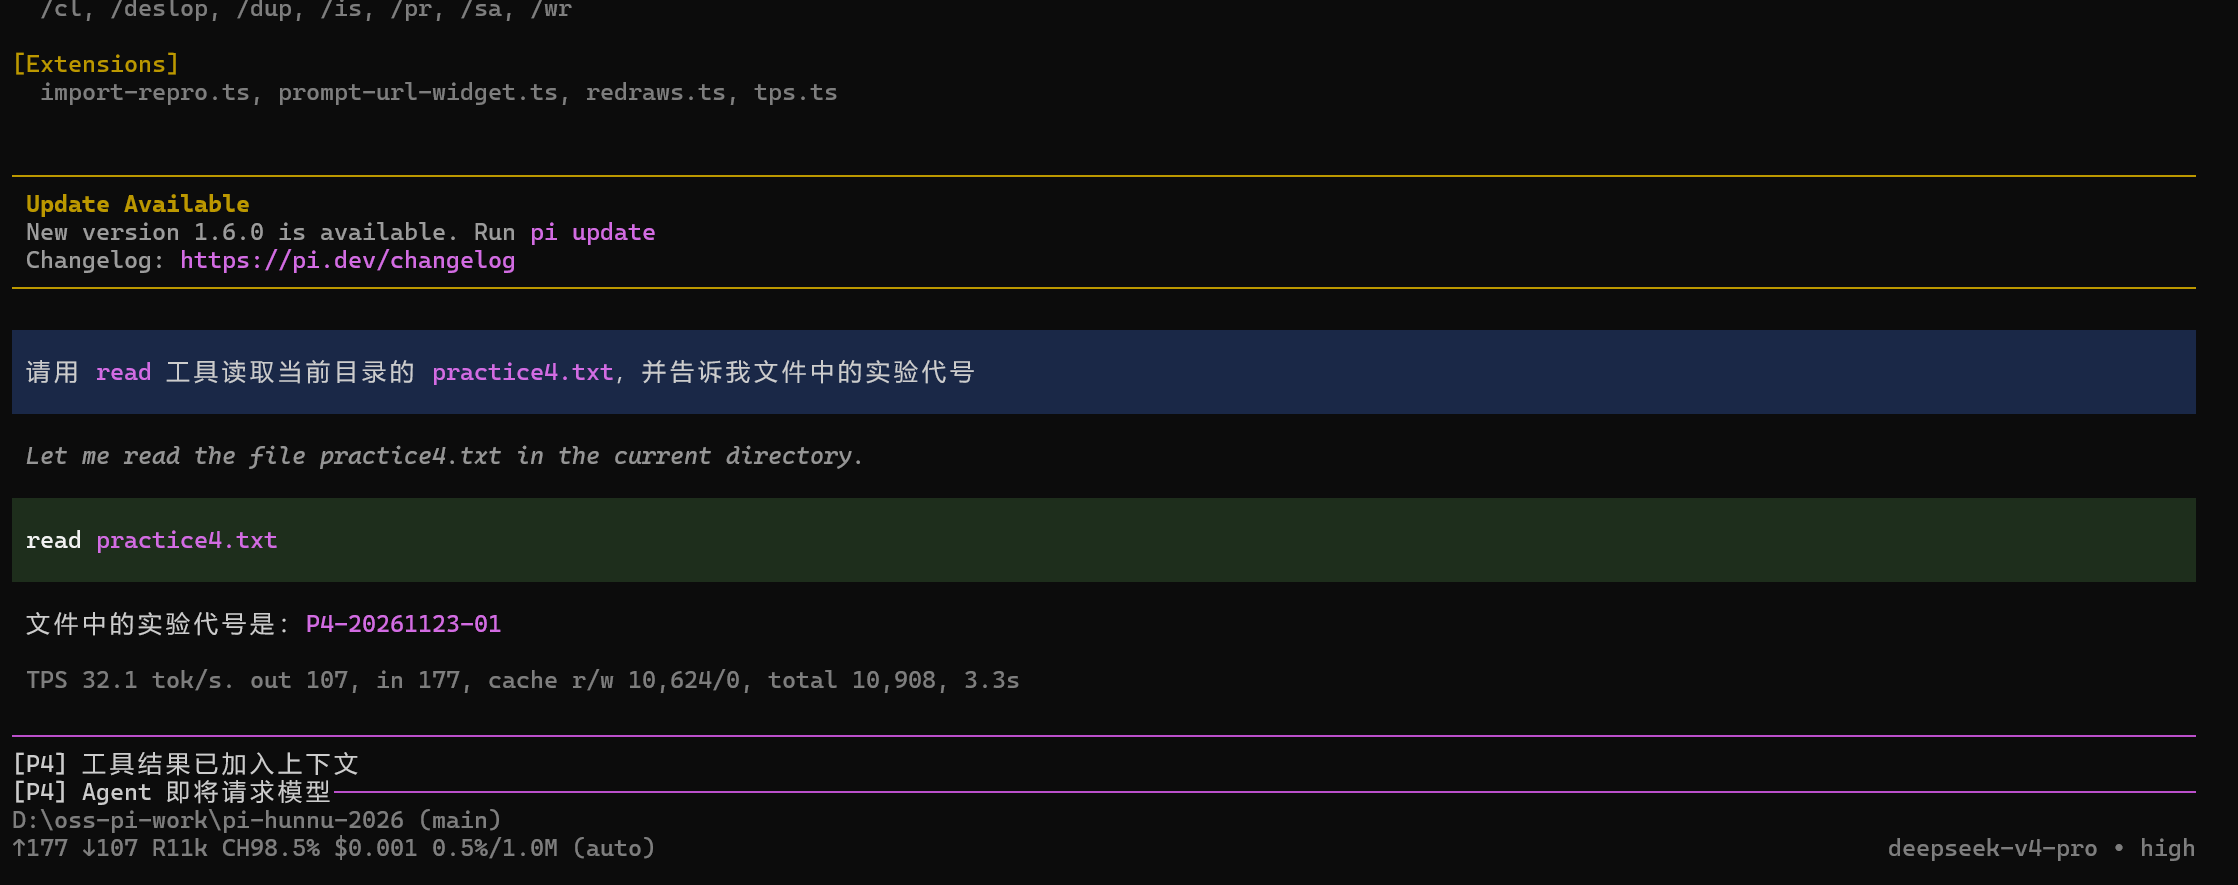 /cl, /deslop, /dup, /is, /pr, /sa, /wr
[Extensions]
import-repro.ts, prompt-url-widget.ts, redraws.ts, tps.ts
Update Available
New version 1.6.0 is available. Run pi update
Changelog: https://pi.dev/changelog
请用 read 工具读取当前目录的 practice4.txt, 并告诉我文件中的实验代号
Let me read the file practice4.txt in the current directory.
read practice4.txt
文件中的实验代号是: P4-20261123-01
TPS 32.1 tok/s. out 107, in 177, cache r/w 10,624/0, total 10,908, 3.3s
[P4] 工具结果已加入上下文
[P4] Agent 即将请求模型
D:\oss-pi-work\pi-hunnu-2026 (main)
↑177 ↓107 R11k CH98.5% $0.001 0.5%/1.0M (auto) deepseek-v4-pro • high